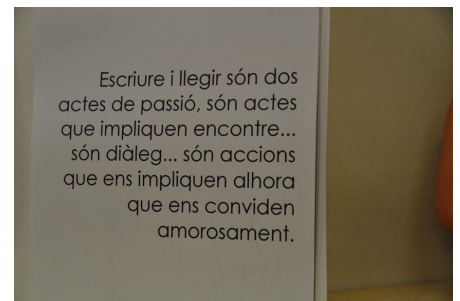 Escriure i llegir són dos
actes de passió, són actes
que impliquen encontre...
són diàleg... són accions
que ens impliquen alhora
que ens conviden
amorosament.